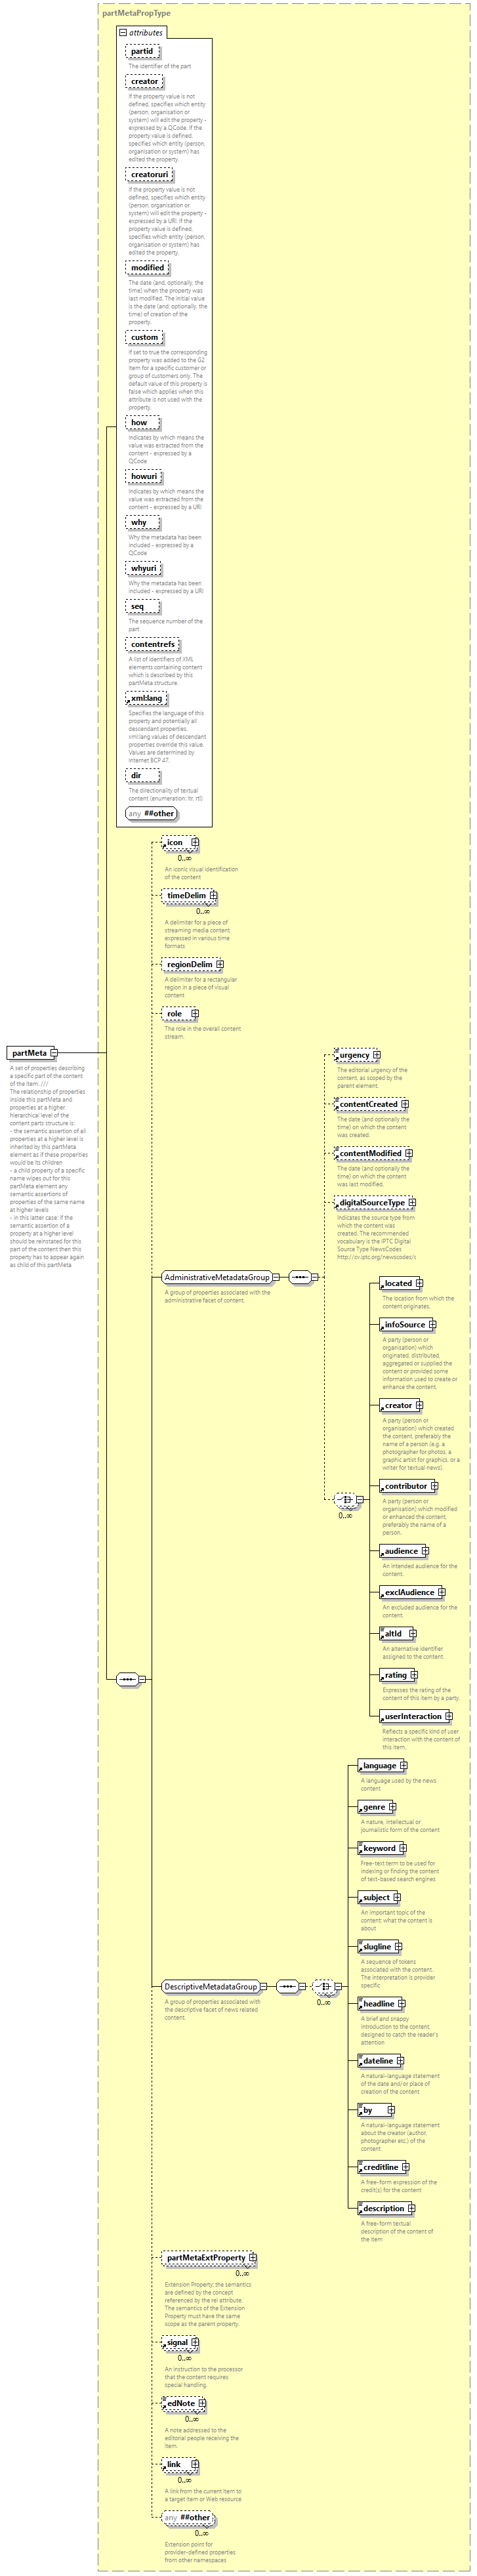 partMetaPropType
attributes
partid
The identifier of the part
creator
If the property value is not
defined, specifies which entity
(person, organisation or
system) will edit the property -
expressed by a QCode. If the
property value is defined,
specifies which entity (person,
organisation or system) has
edited the property.
creatoruri
If the property value is not
defined, specifies which entity
(person, organisation or
system) will edit the property -
expressed by a URI. If the
property value is defined,
specifies which entity (person,
organisation or system) has
edited the property.
modified
The date (and, optionally, the
time) when the property was
last modified. The initial value
is the date (and, optionally, the
time) of creation of the
property.
custom
If set to true the corresponding
property was added to the G2
Item for a specific customer or
group of customers only. The
default value of this property is
false which applies when this
attribute is not used with the
property.
how
Indicates by which means the
value was extracted from the
content - expressed by a
QCode
howuri
Indicates by which means the
value was extracted from the
content - expressed by a URI
why
Why the metadata has been
included - expressed by a
QCode
whyuri
Why the metadata has been
included - expressed by a URI
seq
The sequence number of the
part
contentrefs
A list of identifiers of XML
elements containing content
which is described by this
partMeta structure.
xml:lang
Specifies the language of this
property and potentially all
descendant properties.
xml:lang values of descendant
properties override this value.
Values are determined by
Internet BCP 47.
dir
The directionality of textual
content (enumeration: ltr, rtl)
any ##other
icon
0..∞
An iconic visual identification
of the content
timeDelim
0..∞
A delimiter for a piece of
streaming media content,
expressed in various time
formats
regionDelim
A delimiter for a rectangular
region in a piece of visual
content
role
The role in the overall content
stream.
partMeta
A set of properties describing
a specific part of the content
of the Item. ///
The relationship of properties
inside this partMeta and
properties at a higher
hierarchical level of the
content parts structure is:
- the semantic assertion of all
properties at a higher level is
inherited by this partMeta
element as if these properties
would be its children
- a child property of a specific
name wipes out for this
partMeta element any
semantic assertions of
properties of the same name
at higher levels
- in this latter case: if the
semantic assertion of a
property at a higher level
should be reinstated for this
part of the content then this
property has to appear again
as child of this partMeta
AdministrativeMetadataGroup
A group of properties associated with the
administrative facet of content.
urgency
The editorial urgency of the
content, as scoped by the
parent element.
contentCreated
The date (and optionally the
time) on which the content
was created.
contentModified
The date (and optionally the
time) on which the content
was last modified.
digitalSourceType
Indicates the source type from
which the content was
created. The recommended
vocabulary is the IPTC Digital
Source Type NewsCodes
http://cv.iptc.org/newscodes/s
0..∞
located
The location from which the
content originates.
infoSource
A party (person or
organisation) which
originated, distributed,
aggregated or supplied the
content or provided some
information used to create or
enhance the content.
creator
A party (person or
organisation) which created
the content, preferably the
name of a person (e.g. a
photographer for photos, a
graphic artist for graphics, or a
writer for textual news).
contributor
A party (person or
organisation) which modified
or enhanced the content,
preferably the name of a
person.
audience
An intended audience for the
content.
exclAudience
An excluded audience for the
content.
altId
An alternative identifier
assigned to the content.
rating
Expresses the rating of the
content of this item by a party.
userInteraction
Reflects a specific kind of user
interaction with the content of
this item.
DescriptiveMetadataGroup
A group of properties associated with
the descriptive facet of news related
content.
0..∞
language
A language used by the news
content
genre
A nature, intellectual or
journalistic form of the content
keyword
Free-text term to be used for
indexing or finding the content
of text-based search engines
subject
An important topic of the
content; what the content is
about
slugline
A sequence of tokens
associated with the content.
The interpretation is provider
specific
headline
A brief and snappy
introduction to the content,
designed to catch the reader's
attention
dateline
A natural-language statement
of the date and/or place of
creation of the content
by
A natural-language statement
about the creator (author,
photographer etc.) of the
content
creditline
A free-form expression of the
credit(s) for the content
description
A free-form textual
description of the content of
the item
partMetaExtProperty
0..∞
Extension Property; the semantics
are defined by the concept
referenced by the rel attribute.
The semantics of the Extension
Property must have the same
scope as the parent property.
signal
0..∞
An instruction to the processor
that the content requires
special handling.
edNote
0..∞
A note addressed to the
editorial people receiving the
Item.
link
0..∞
A link from the current Item to
a target Item or Web resource
any ##other
0..∞
Extension point for
provider-defined properties
from other namespaces